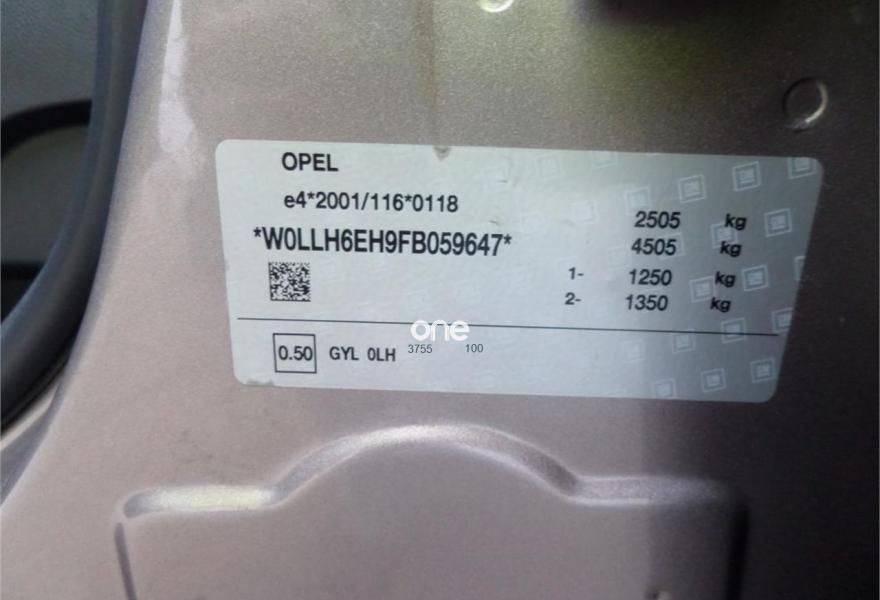 OPEL
e4*2001/116*0118
*W0LLH6EH9FB059647*
2505 kg
4505 kg
1- 1250 kg
2- 1350 kg
one
0.50 GYL 0LH 3755 100